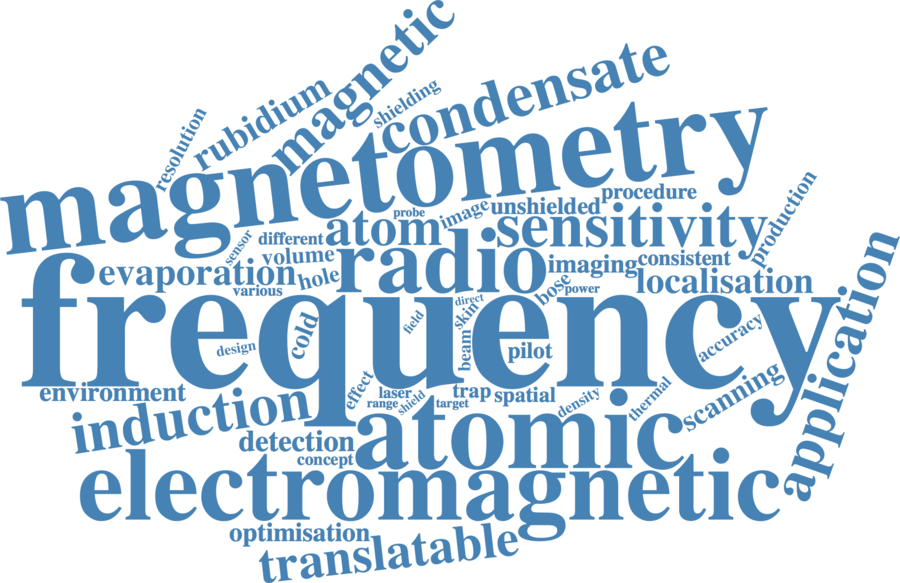 magnetic
condensate
shielding
rubidium
resolution
magnetometry
procedure
production
image
unshielded
probe
sensitivity
atom
sensor
different
radio
volume
consistent
imaging
application
evaporation
hole
localisation
bose
power
various
frequency
direct
skin
field
cold
accuracy
beam
pilot
design
thermal
scanning
effect
environment
laser
trap
spatial
range
shield
target
density
induction
atomic
detection
concept
electromagnetic
optimisation
translatable